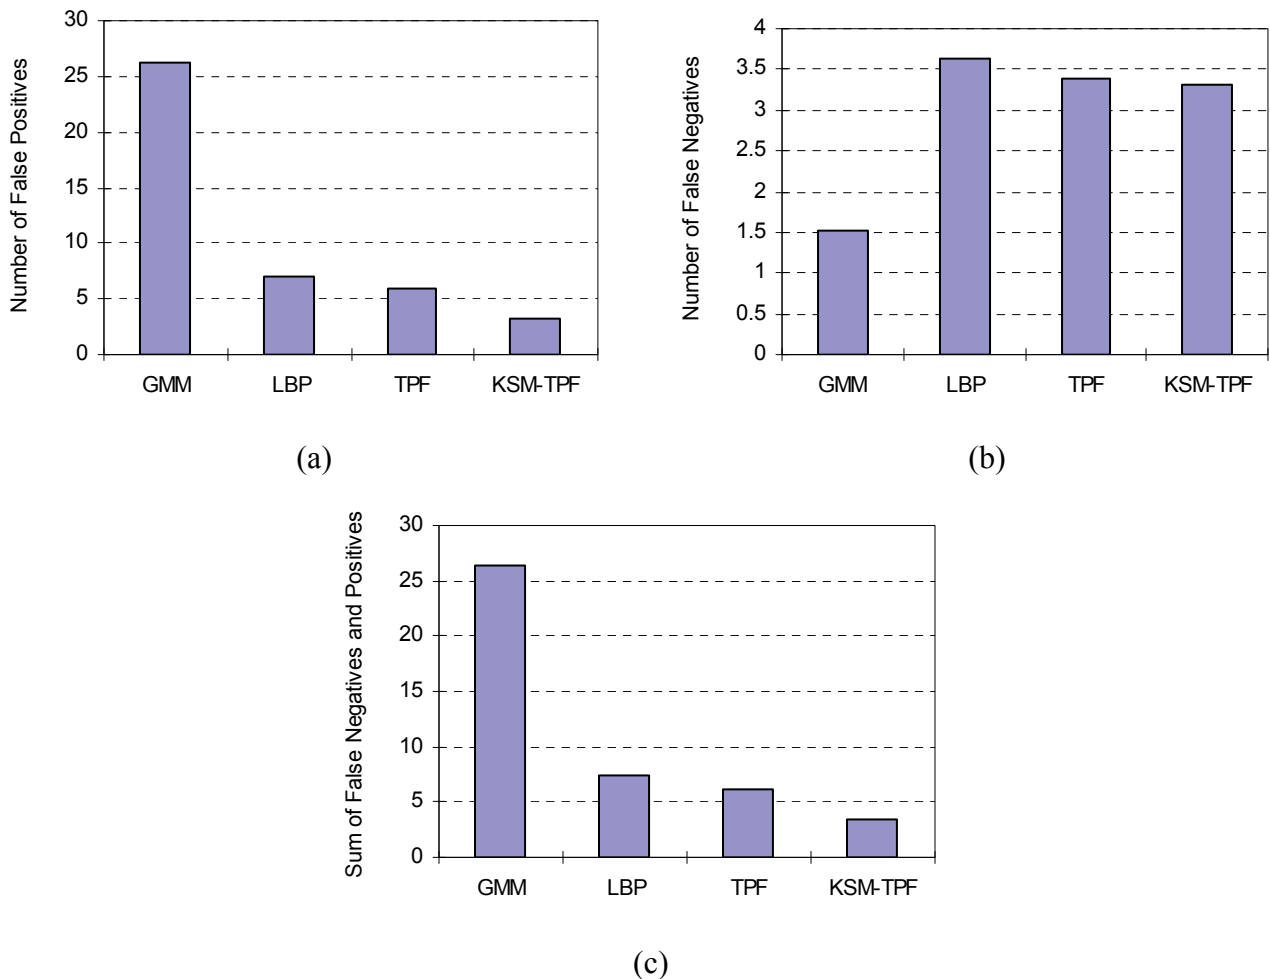 Number of False Positives
30
25
20
15
10
5
0
GMM LBP TPF KSM-TPF
(a)
Number of False Negatives
4
3.5
3
2.5
2
1.5
1
0.5
0
GMM LBP TPF KSM-TPF
(b)
Sum of False Negatives and Positives
30
25
20
15
10
5
0
GMM LBP TPF KSM-TPF
(c)